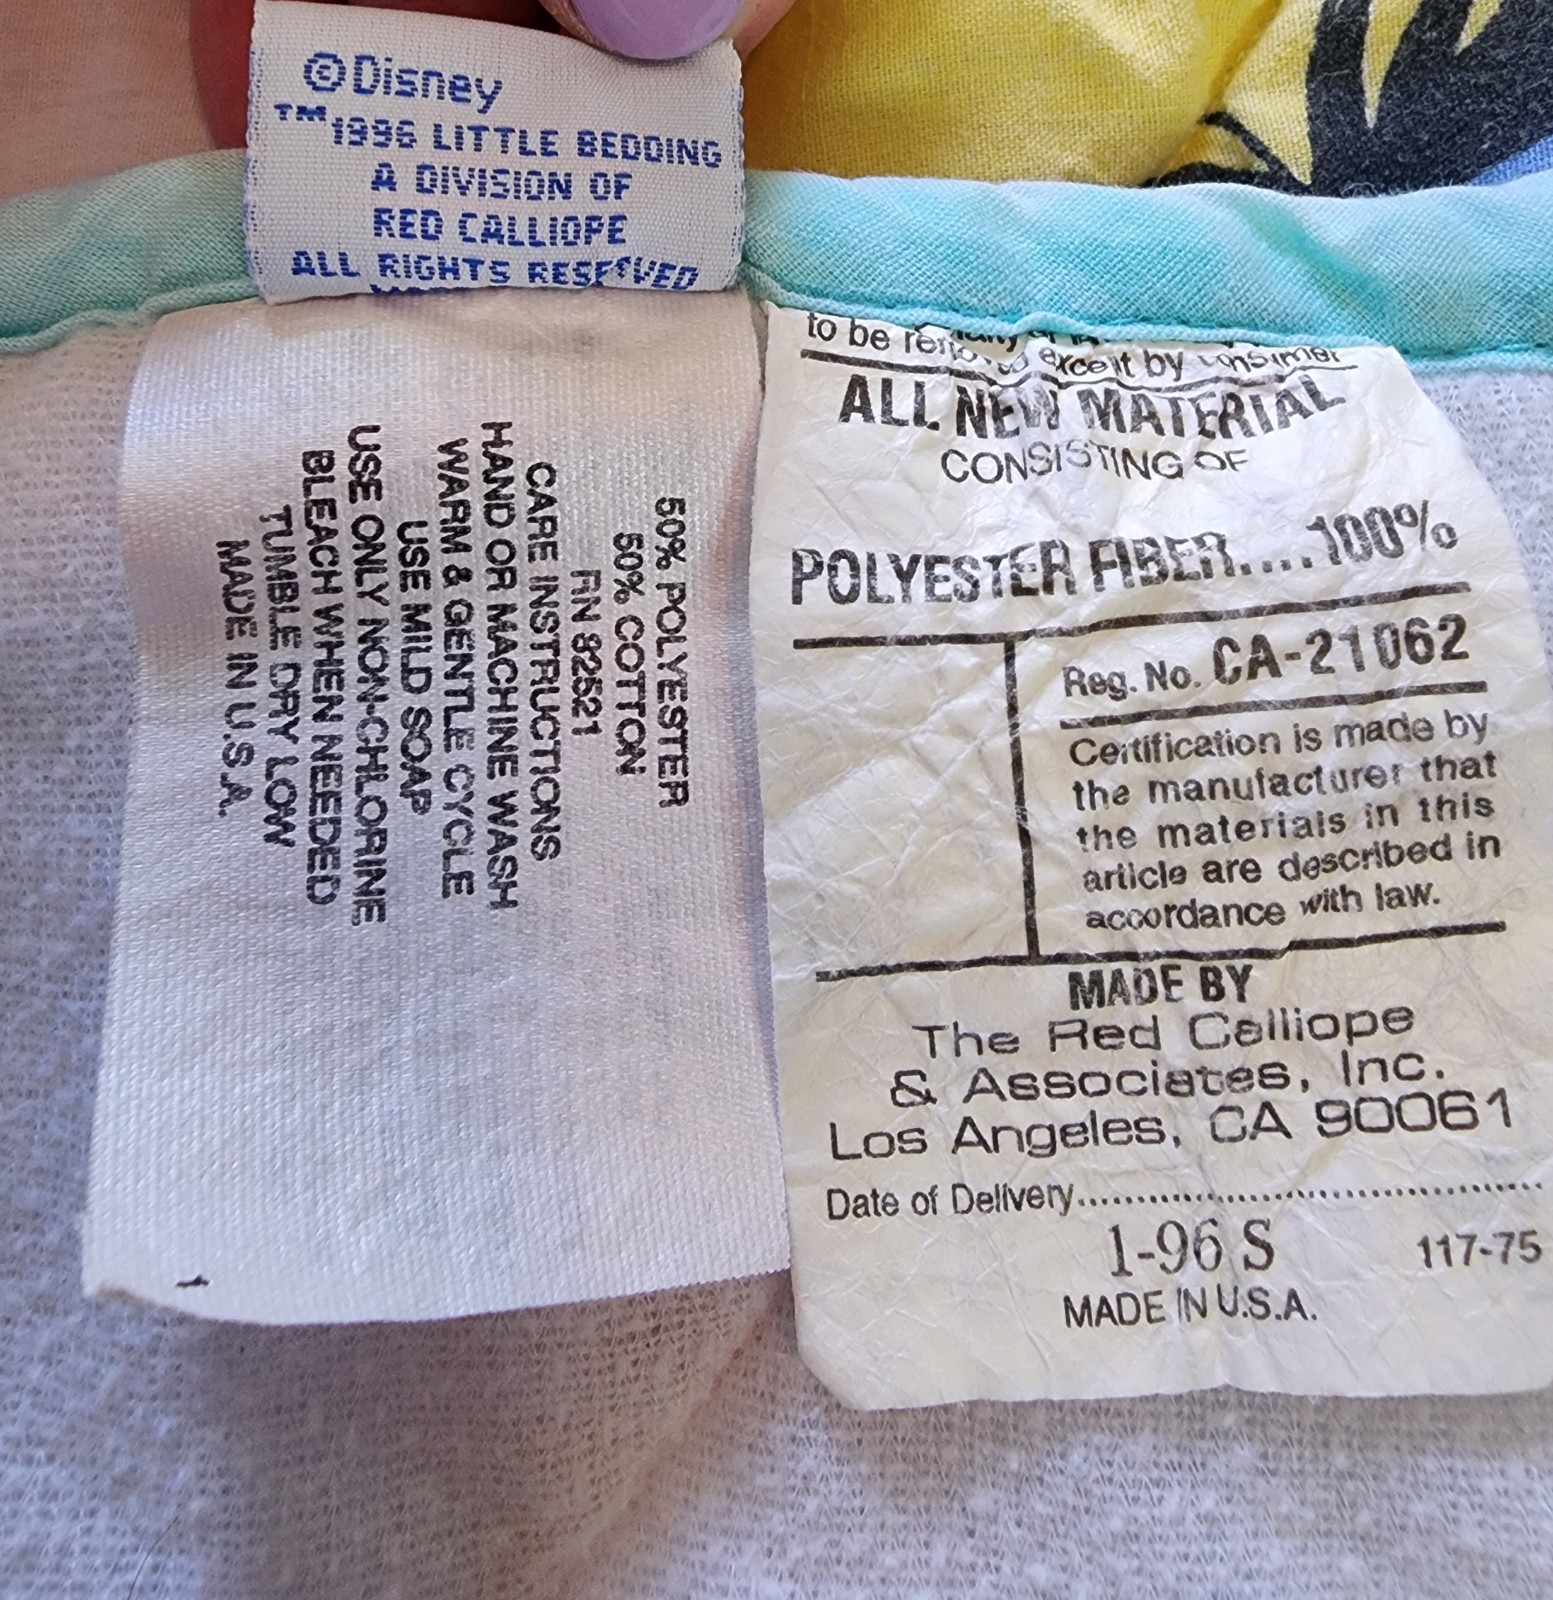 ©Disney
™1996 LITTLE BEDDING
A DIVISION OF
RED CALLIOPE
ALL RIGHTS RESERVED
50% POLYESTER
50% COTTON
RN 82521
CARE INSTRUCTIONS
HAND OR MACHINE WASH
WARM & GENTLE CYCLE
USE MILD SOAP
USE ONLY NON-CHLORINE
BLEACH WHEN NEEDED
TUMBLE DRY LOW
MADE IN U.S.A.
to be removed except by consumer
ALL NEW MATERIAL
CONSISTING OF
POLYESTER FIBER....100%
Reg. No. CA-21062
Certification is made by
the manufacturer that
the materials in this
article are described in
accordance with law.
MADE BY
The Red Calliope
& Associates, Inc.
Los Angeles, CA 90061
Date of Delivery........................................
1-96 S 117-75
MADE IN U.S.A.